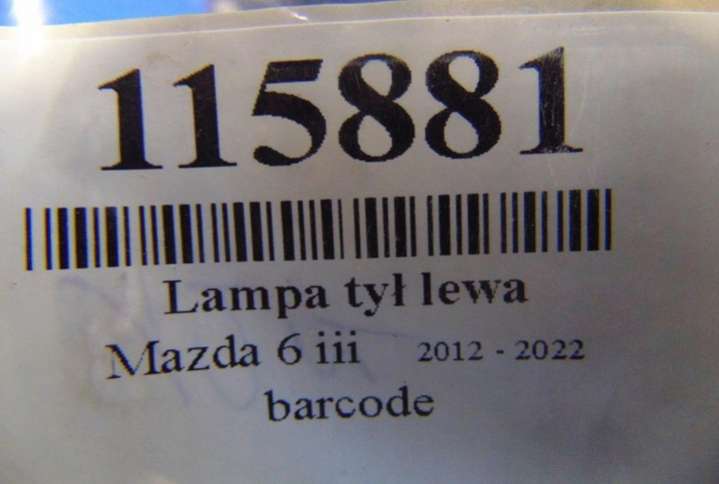 115881
Lampa tył lewa
Mazda 6 iii 2012 - 2022
barcode